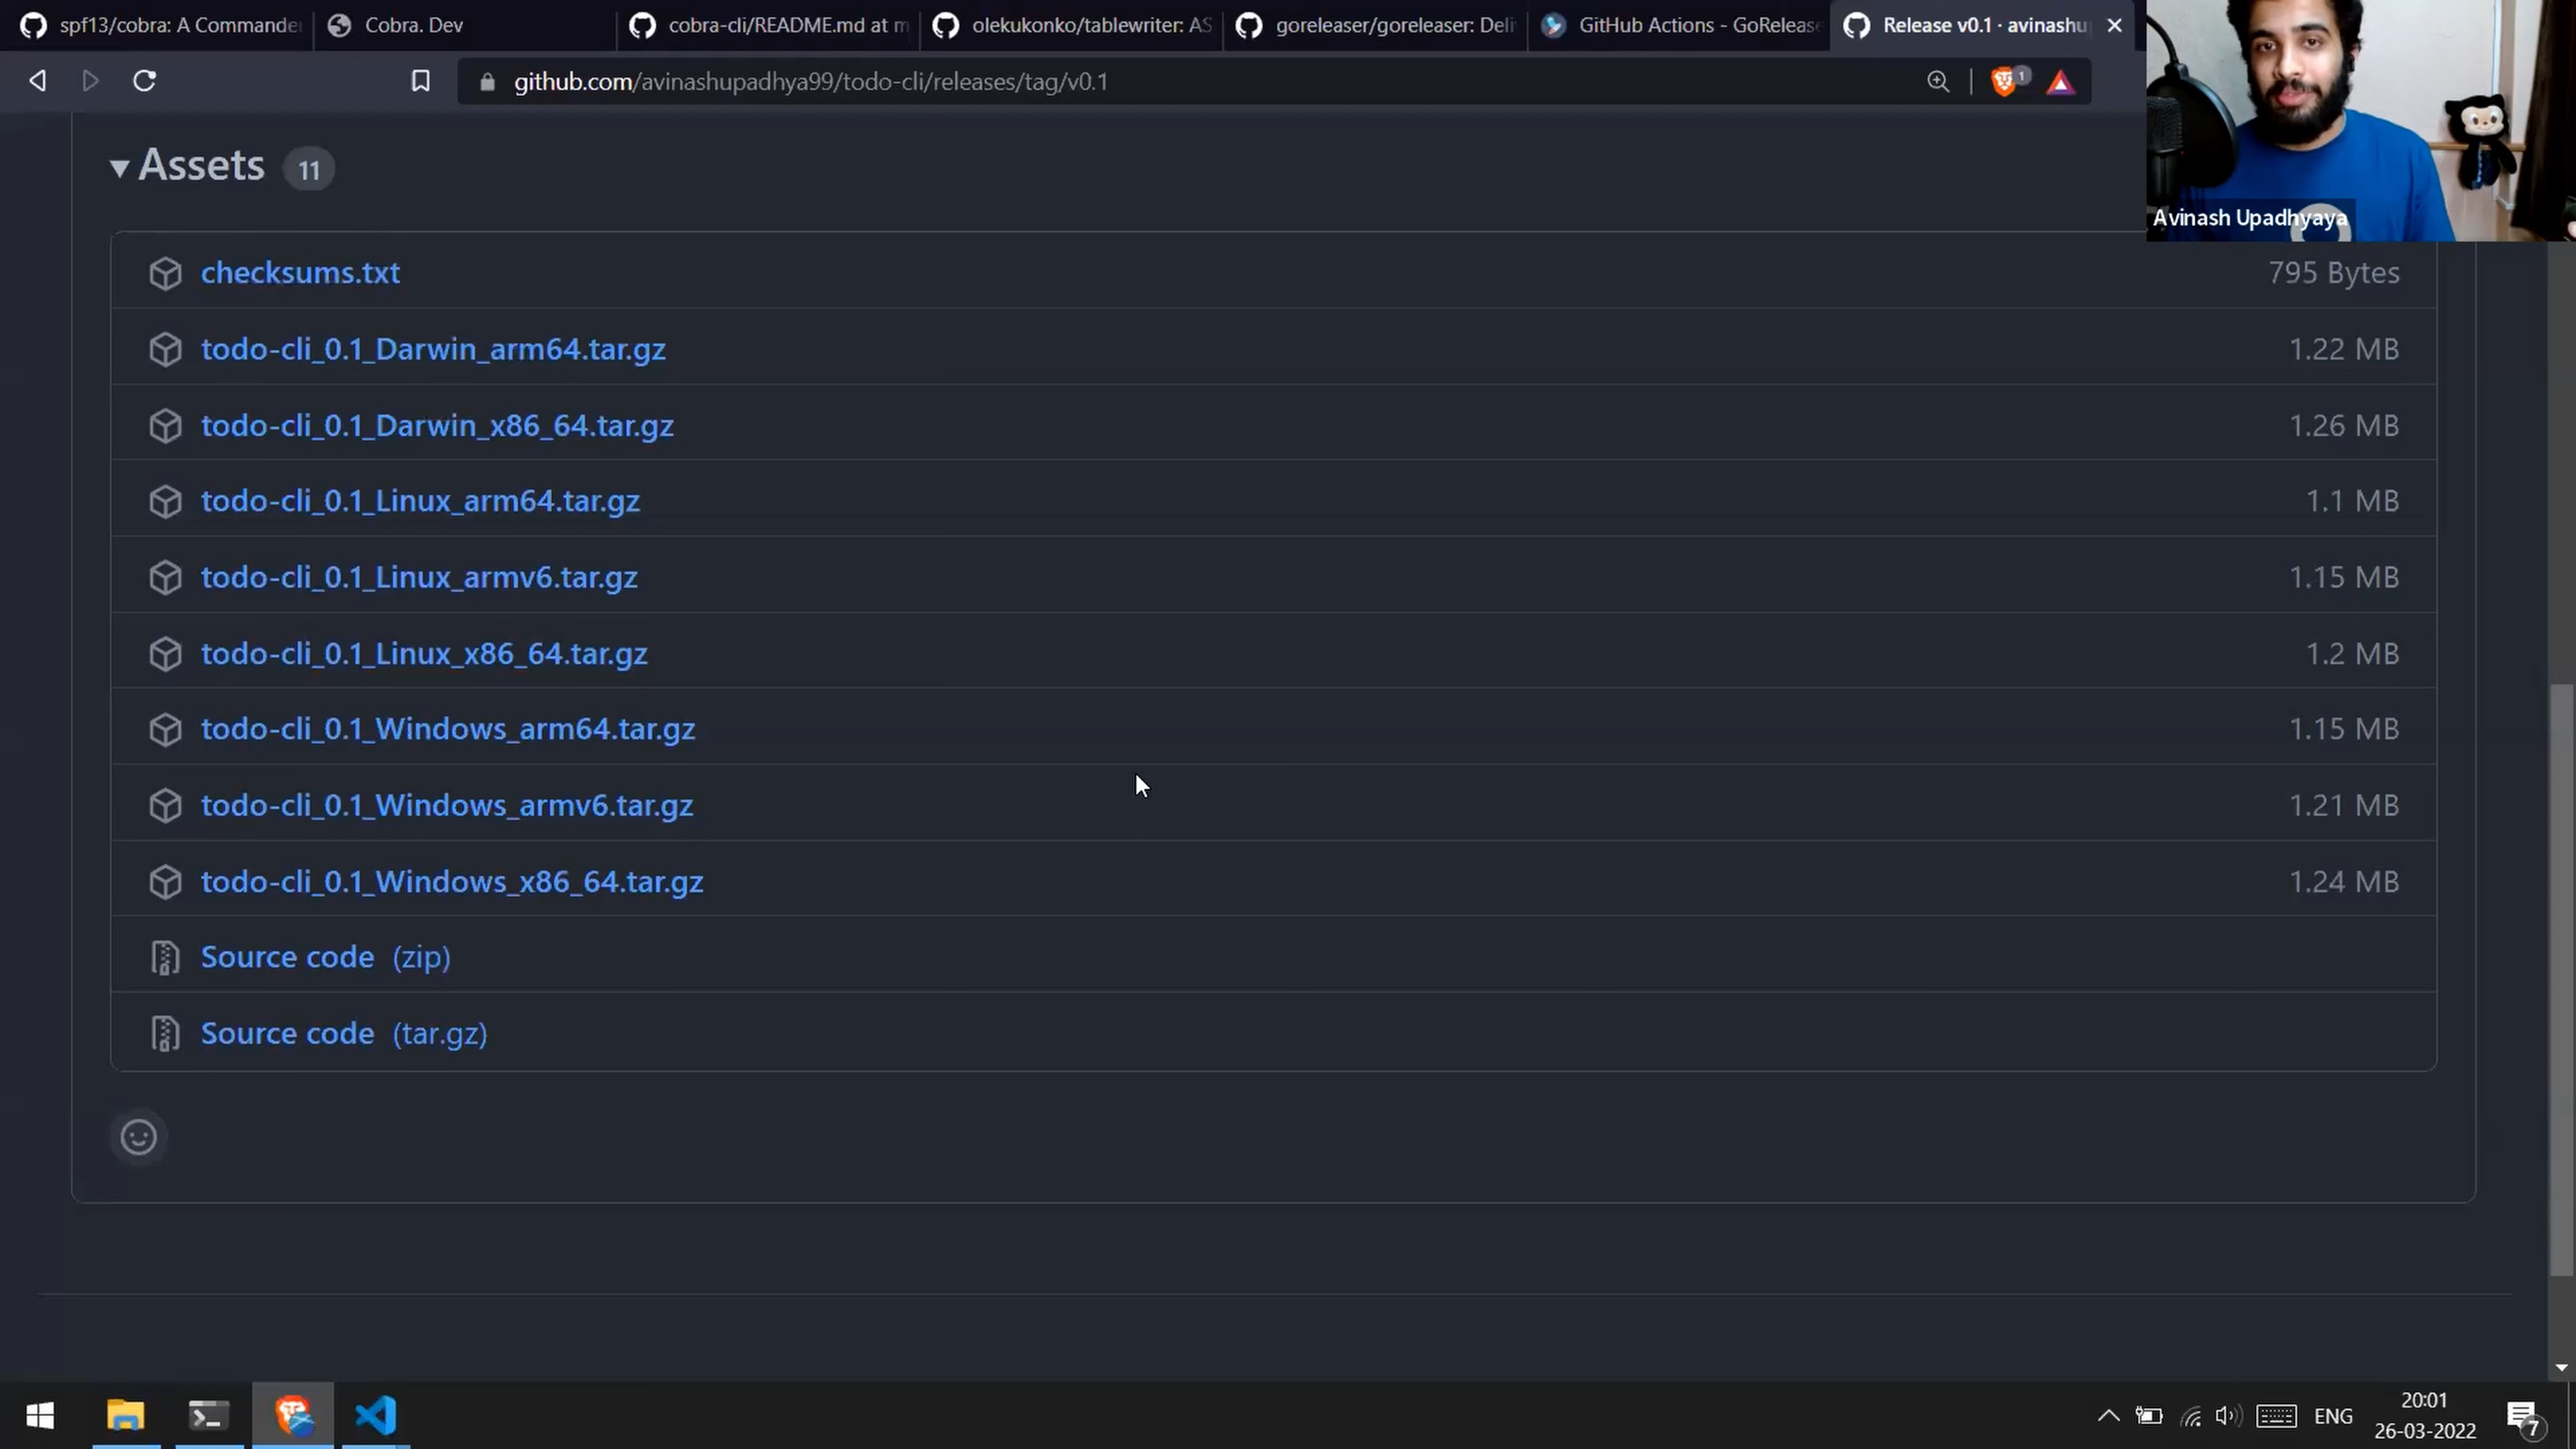 spf13/cobra: A Commander
Cobra. Dev
cobra-cli/README.md at m
olekukonko/tablewriter: AS
goreleaser/goreleaser: Deli
GitHub Actions - GoRelease
Release v0.1 · avinashu
github.com/avinashupadhya99/todo-cli/releases/tag/v0.1
1
Avinash Upadhyaya
Assets 11
checksums.txt 795 Bytes
todo-cli_0.1_Darwin_arm64.tar.gz 1.22 MB
todo-cli_0.1_Darwin_x86_64.tar.gz 1.26 MB
todo-cli_0.1_Linux_arm64.tar.gz 1.1 MB
todo-cli_0.1_Linux_armv6.tar.gz 1.15 MB
todo-cli_0.1_Linux_x86_64.tar.gz 1.2 MB
todo-cli_0.1_Windows_arm64.tar.gz 1.15 MB
todo-cli_0.1_Windows_armv6.tar.gz 1.21 MB
todo-cli_0.1_Windows_x86_64.tar.gz 1.24 MB
Source code (zip)
Source code (tar.gz)
ENG
20:01
26-03-2022
7